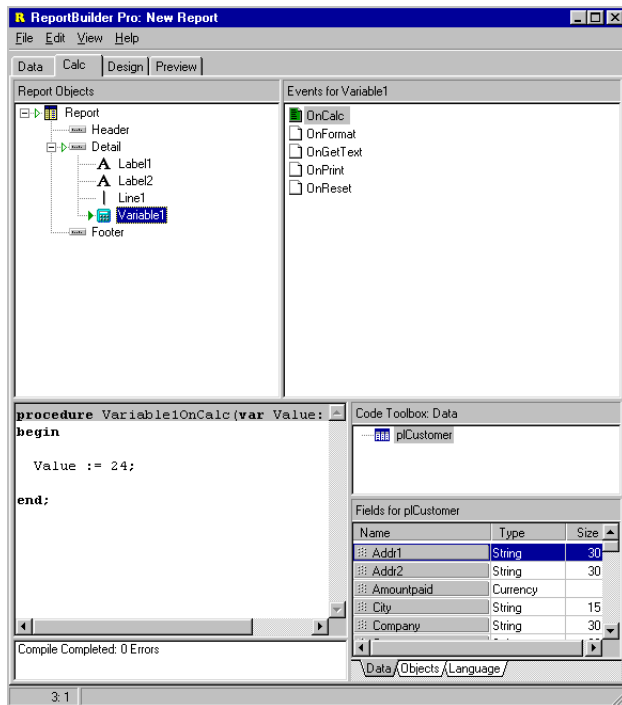 R ReportBuilder Pro: New Report
File Edit View Help
Data Calc Design Preview
Report Objects
Report
Header
Detail
Label1
Label2
Line1
Variable1
Footer
Events for Variable1
OnCalc
OnFormat
OnGetText
OnPrint
OnReset
procedure Variable1OnCalc(var Value:
begin
Value := 24;
end;
Compile Completed: 0 Errors
Code Toolbox: Data
plCustomer
Fields for plCustomer
Name Type Size
Addr1 String 30
Addr2 String 30
Amountpaid Currency
City String 15
Company String 30
Data Objects Language
3: 1